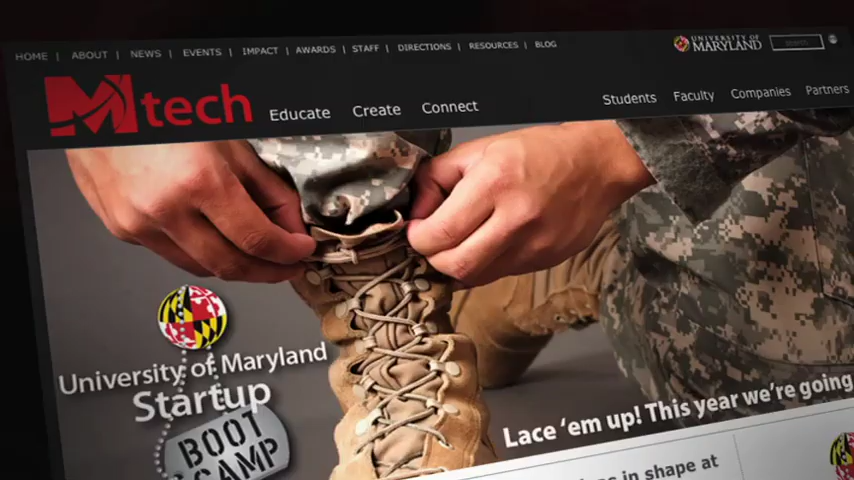 HOME | ABOUT | NEWS | EVENTS | IMPACT | AWARDS | STAFF | DIRECTIONS | RESOURCES | BLOG
UNIVERSITY OF
MARYLAND
Mtech
Educate Create Connect
Students Faculty Companies Partners
University of Maryland
Startup
BOOT
CAMP
Lace 'em up! This year we're going
in shape at